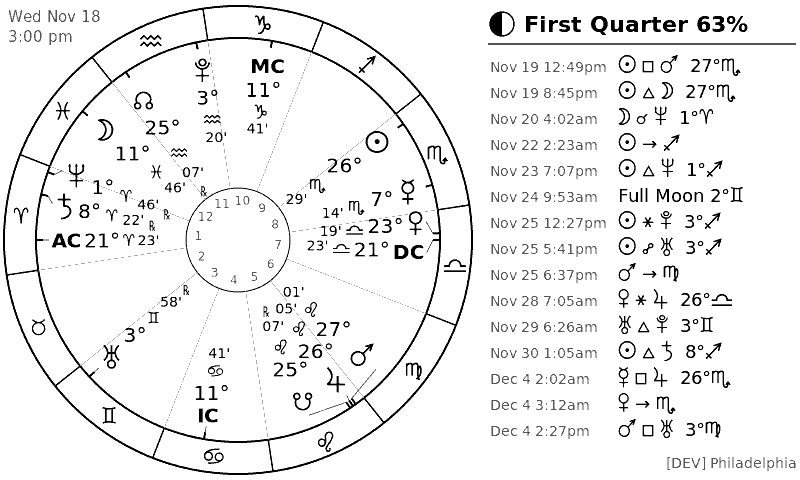 Wed Nov 18
3:00 pm
♒ ♑ ♐
♇ MC
3° 11°
♒ ♑
20' 41'
☊
25°
♒
07'
℞
♓ ☽
11°
♓
46'
☉
26°
♏
29'
♏
♆ 1° ♈ 46' ℞
♄ 8° ♈ 22' ℞
AC 21° ♈ 23'
♈
14' ♏ 7° ☿
19' ♎ 23° ♀
23' ♎ 21° DC
♎
12 11 10 9
1 8
2 7
3 4 5 6
58' ℞
♊
3°
♅
♉
♊
01'
℞ 05' ♌
07' ♌ 27°
♌ 26° ♂
25° ♃
☋
♍
41'
♋
11°
IC
♋
♌
First Quarter 63%
Nov 19 12:49pm ☉ □ ♂ 27°♏
Nov 19 8:45pm ☉ △ ☽ 27°♏
Nov 20 4:02am ☽ ☌ ♆ 1°♈
Nov 22 2:23am ☉ → ♐
Nov 23 7:07pm ☉ △ ♆ 1°♐
Nov 24 9:53am Full Moon 2°♊
Nov 25 12:27pm ☉ ⚹ ♇ 3°♐
Nov 25 5:41pm ☉ ☍ ♅ 3°♐
Nov 25 6:37pm ♂ → ♍
Nov 28 7:05am ♀ ⚹ ♃ 26°♎
Nov 29 6:26am ♅ △ ♇ 3°♊
Nov 30 1:05am ☉ △ ♄ 8°♐
Dec 4 2:02am ☿ □ ♃ 26°♏
Dec 4 3:12am ♀ → ♏
Dec 4 2:27pm ♂ □ ♅ 3°♍
[DEV] Philadelphia